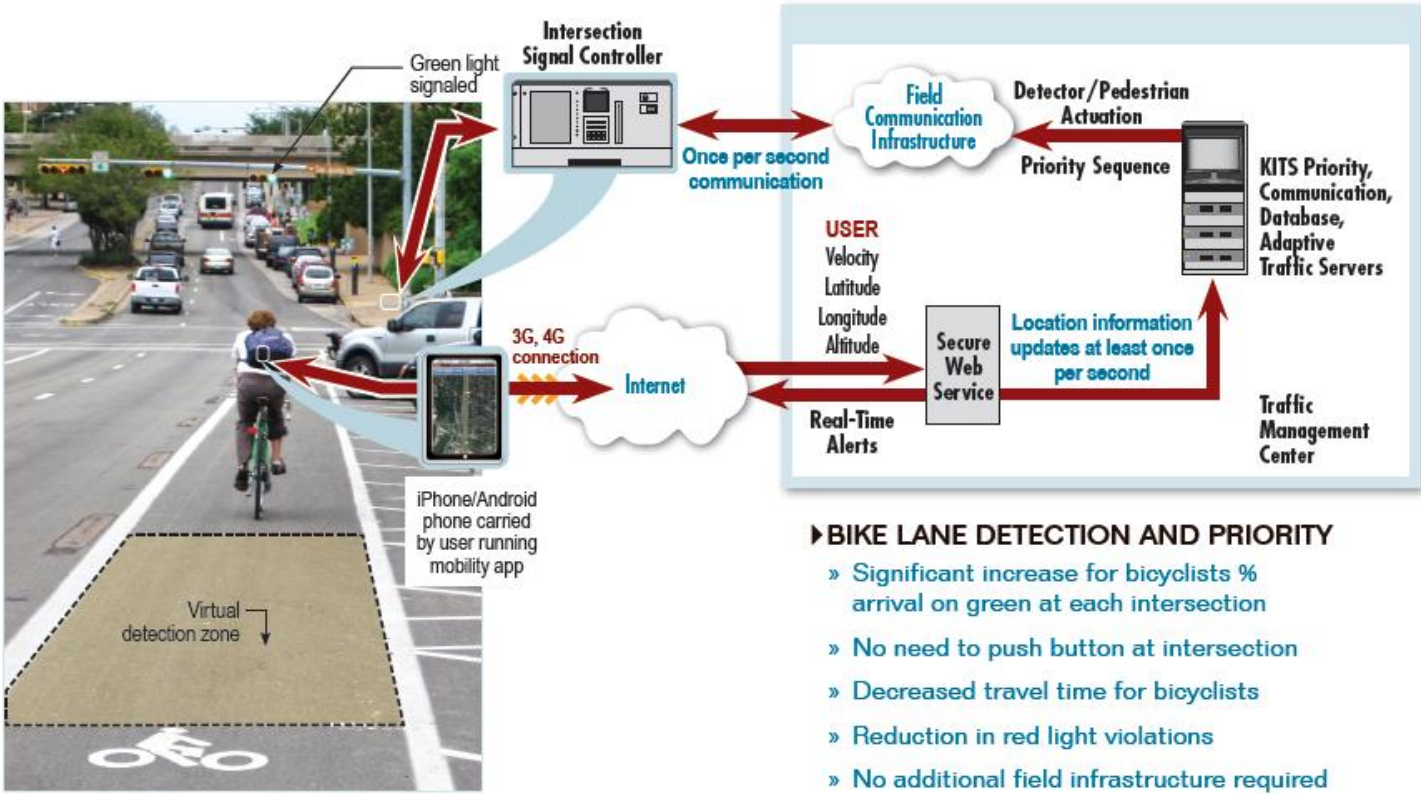 Green light
signaled
Intersection
Signal Controller
Once per second
communication
Field
Communication
Infrastructure
Detector/Pedestrian
Actuation
Priority Sequence
KITS Priority,
Communication,
Database,
Adaptive
Traffic Servers
USER
Velocity
Latitude
Longitude
Altitude
3G, 4G
connection
Internet
Secure
Web
Service
Location information
updates at least once
per second
Real-Time
Alerts
Traffic
Management
Center
iPhone/Android
phone carried
by user running
mobility app
Virtual
detection zone
BIKE LANE DETECTION AND PRIORITY
» Significant increase for bicyclists %
arrival on green at each intersection
» No need to push button at intersection
» Decreased travel time for bicyclists
» Reduction in red light violations
» No additional field infrastructure required